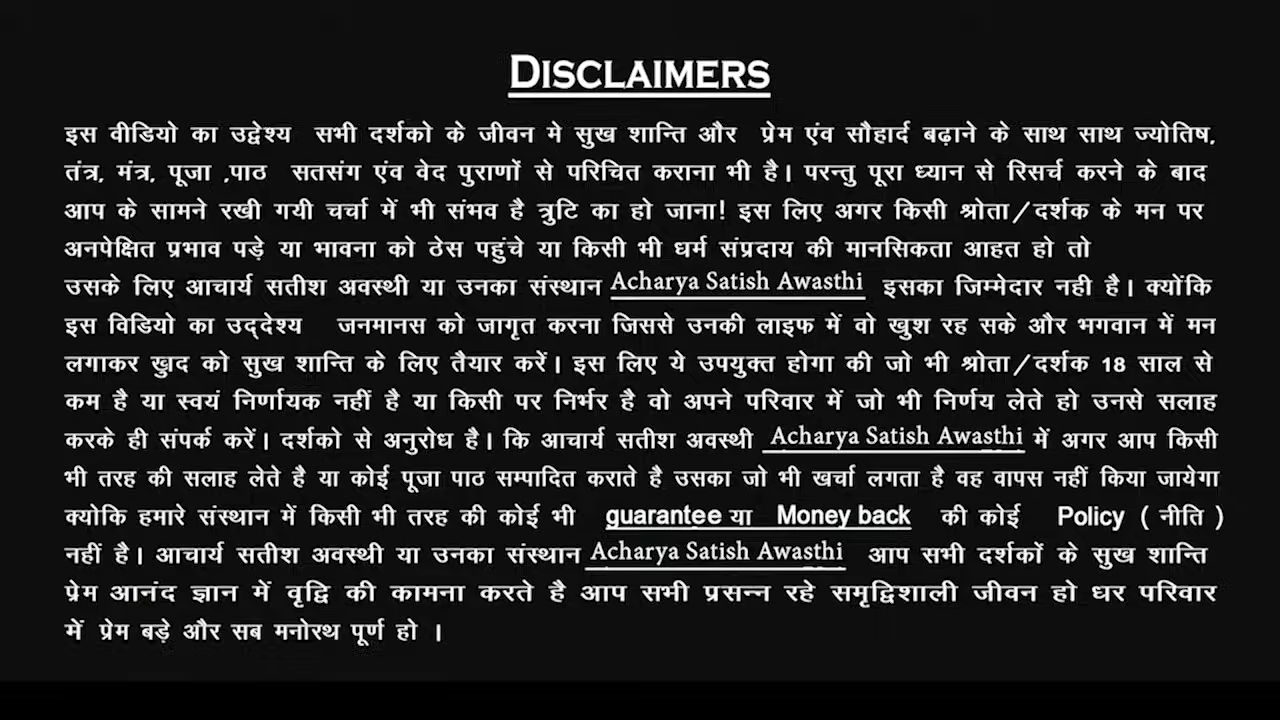 DISCLAIMERS
इस वीडियो का उद्वेश्य सभी दर्शको के जीवन मे सुख शान्ति और प्रेम एंव सौहार्द बढ़ाने के साथ साथ ज्योतिष,
तंत्र, मंत्र, पूजा ,पाठ सतसंग एंव वेद पुराणों से परिचित कराना भी है। परन्तु पूरा ध्यान से रिसर्च करने के बाद
आप के सामने रखी गयी चर्चा में भी संभव है त्रुटि का हो जाना! इस लिए अगर किसी श्रोता/दर्शक के मन पर
अनपेक्षित प्रभाव पड़े या भावना को ठेस पहुंचे या किसी भी धर्म संप्रदाय की मानसिकता आहत हो तो
उसके लिए आचार्य सतीश अवस्थी या उनका संस्थान Acharya Satish Awasthi इसका जिम्मेदार नही है। क्योंकि
इस विडियो का उद्देश्य जनमानस को जागृत करना जिससे उनकी लाइफ में वो खुश रह सके और भगवान में मन
लगाकर खुद को सुख शान्ति के लिए तैयार करें। इस लिए ये उपयुक्त होगा की जो भी श्रोता/दर्शक 18 साल से
कम है या स्वयं निर्णायक नहीं है या किसी पर निर्भर है वो अपने परिवार में जो भी निर्णय लेते हो उनसे सलाह
करके ही संपर्क करें। दर्शको से अनुरोध है। कि आचार्य सतीश अवस्थी Acharya Satish Awasthi में अगर आप किसी
भी तरह की सलाह लेते है या कोई पूजा पाठ सम्पादित कराते है उसका जो भी खर्चा लगता है वह वापस नहीं किया जायेगा
क्योकि हमारे संस्थान में किसी भी तरह की कोई भी guarantee या Money back की कोई Policy ( नीति )
नहीं है। आचार्य सतीश अवस्थी या उनका संस्थान Acharya Satish Awasthi आप सभी दर्शकों के सुख शान्ति
प्रेम आनंद ज्ञान में वृद्वि की कामना करते है आप सभी प्रसन्न रहे समृद्विशाली जीवन हो धर परिवार
में प्रेम बड़े और सब मनोरथ पूर्ण हो ।